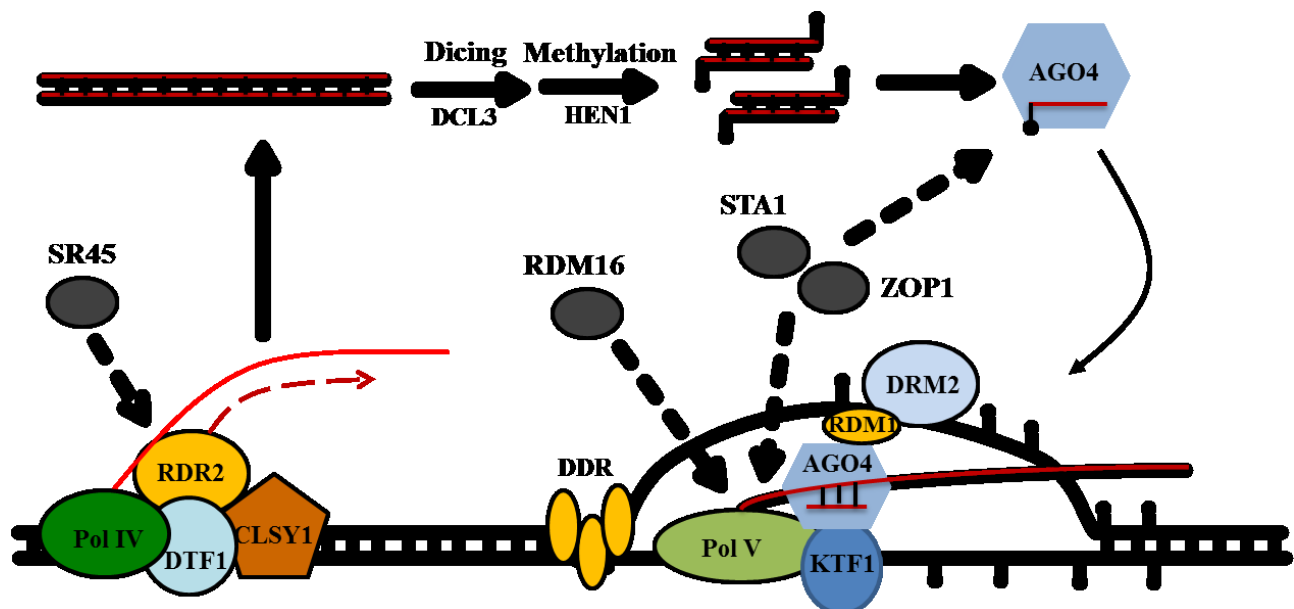 Dicing Methylation
DCL3 HEN1
AGO4
STA1
ZOP1
SR45
RDM16
DRM2
RDM1
RDR2
DDR
AGO4
Pol IV
CLSY1
DTF1
Pol V
KTF1